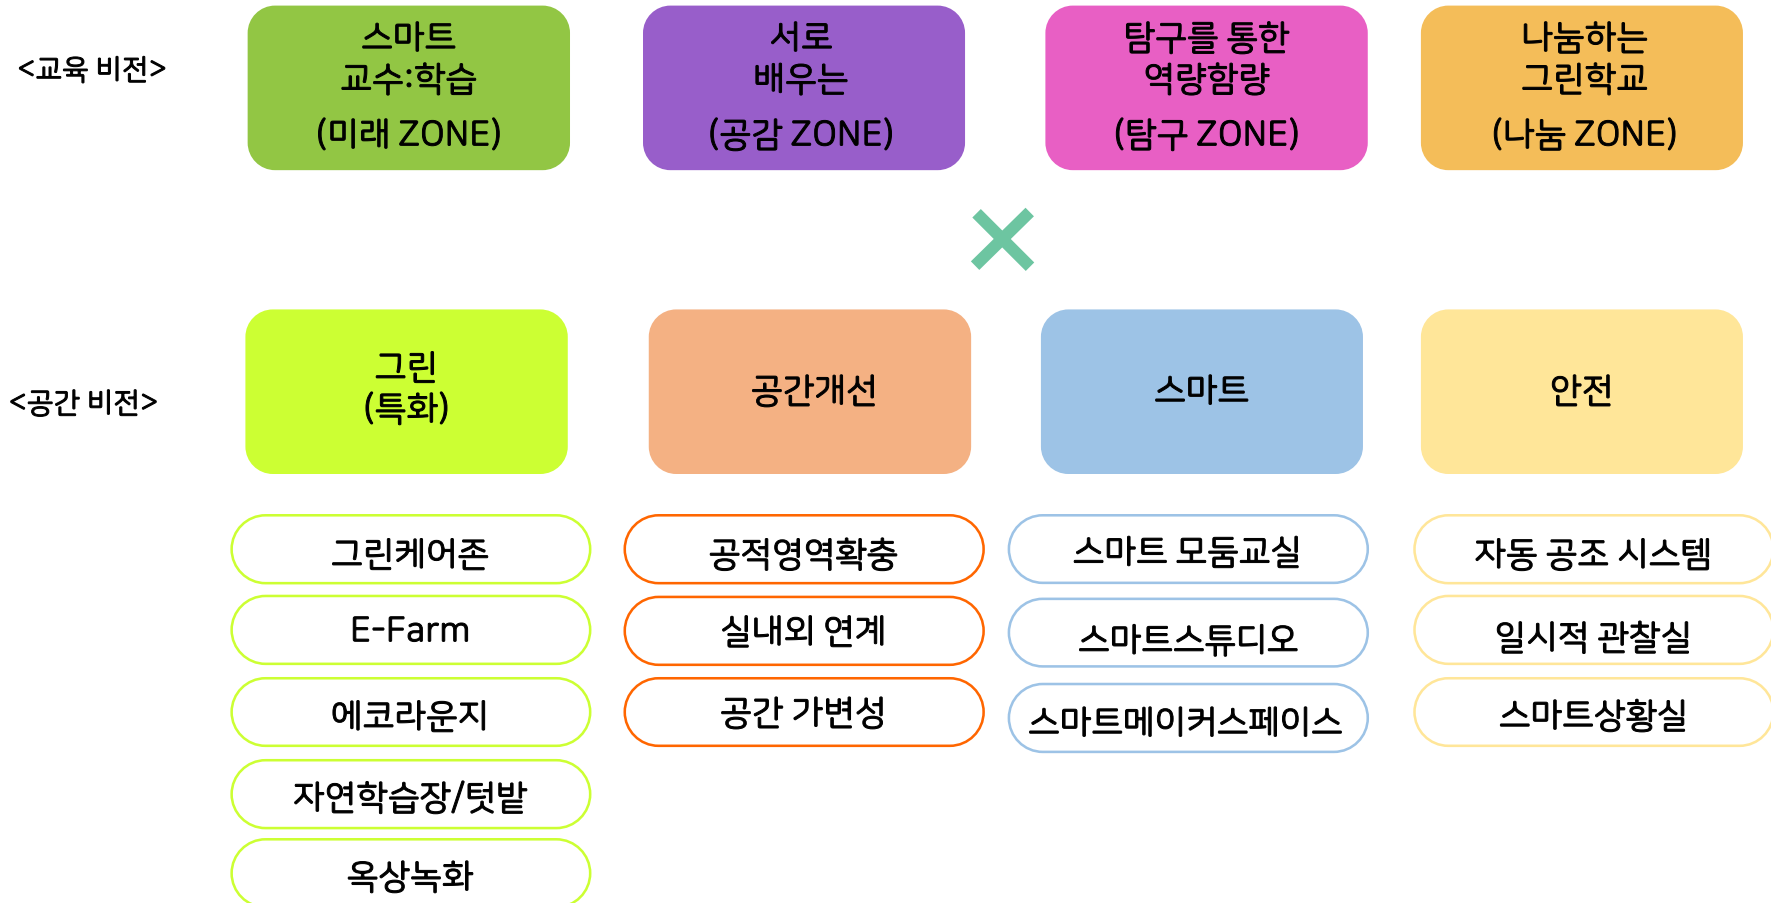 <교육 비전>
스마트
교수:학습
(미래 ZONE)
서로
배우는
(공감 ZONE)
탐구를 통한
역량함량
(탐구 ZONE)
나눔하는
그린학교
(나눔 ZONE)
<공간 비전>
그린
(특화)
공간개선
스마트
안전
그린케어존
E-Farm
에코라운지
자연학습장/텃밭
옥상녹화
공적영역확충
실내외 연계
공간 가변성
스마트 모둠교실
스마트스튜디오
스마트메이커스페이스
자동 공조 시스템
일시적 관찰실
스마트상황실